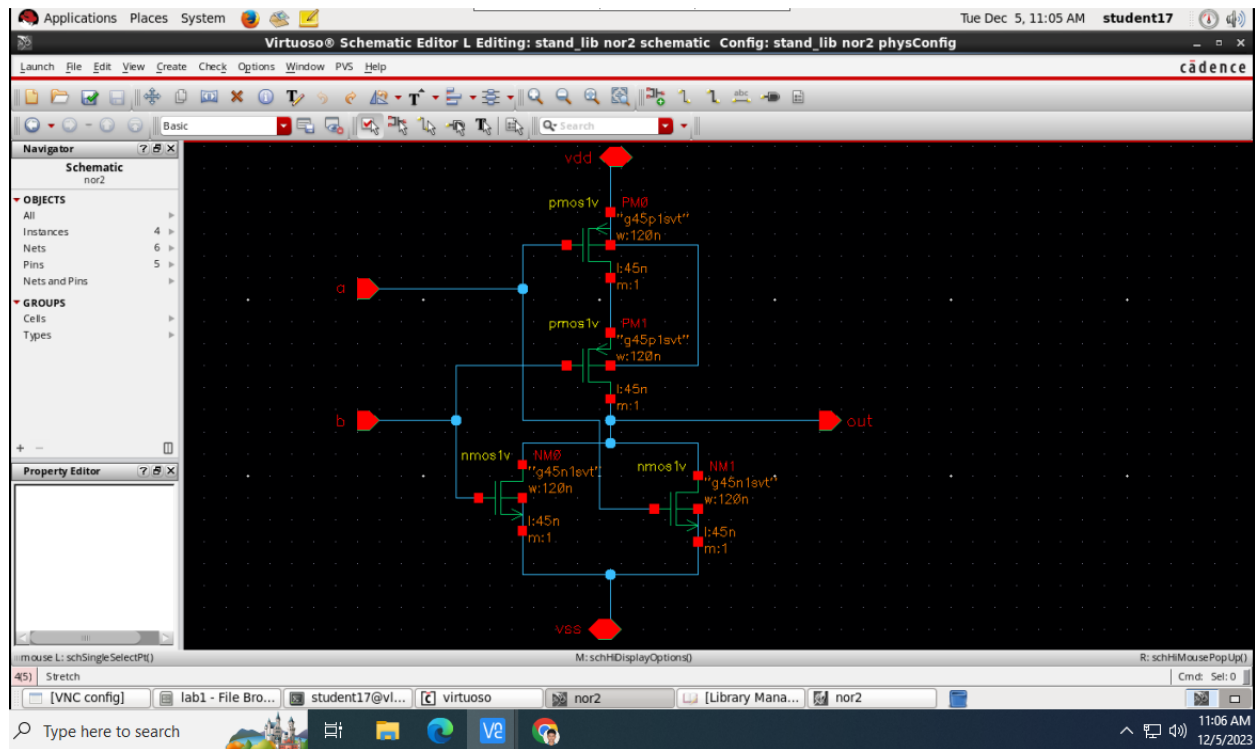 Applications Places System Tue Dec 5, 11:05 AM student17
Virtuoso® Schematic Editor L Editing: stand_lib nor2 schematic Config: stand_lib nor2 physConfig
Launch File Edit View Create Check Options Window PVS Help cādence
Basic Search
Navigator
Schematic
nor2
OBJECTS
All
Instances 4
Nets 6
Pins 5
Nets and Pins
GROUPS
Cells
Types
Property Editor
vdd
pmos1v PM0
"g45p1svt"
w:120n
l:45n
m:1
a
pmos1v PM1
"g45p1svt"
w:120n
l:45n
m:1
b out
nmos1v NM0
"g45n1svt"
w:120n
l:45n
m:1
nmos1v NM1
"g45n1svt"
w:120n
l:45n
m:1
vss
mouse L: schSingleSelectPt() M: schHiDisplayOptions() R: schHiMousePopUp()
4(5) Stretch Cmd: Sel: 0
[VNC config] lab1 - File Bro... student17@vl... virtuoso nor2 [Library Mana... nor2
Type here to search 11:06 AM
12/5/2023